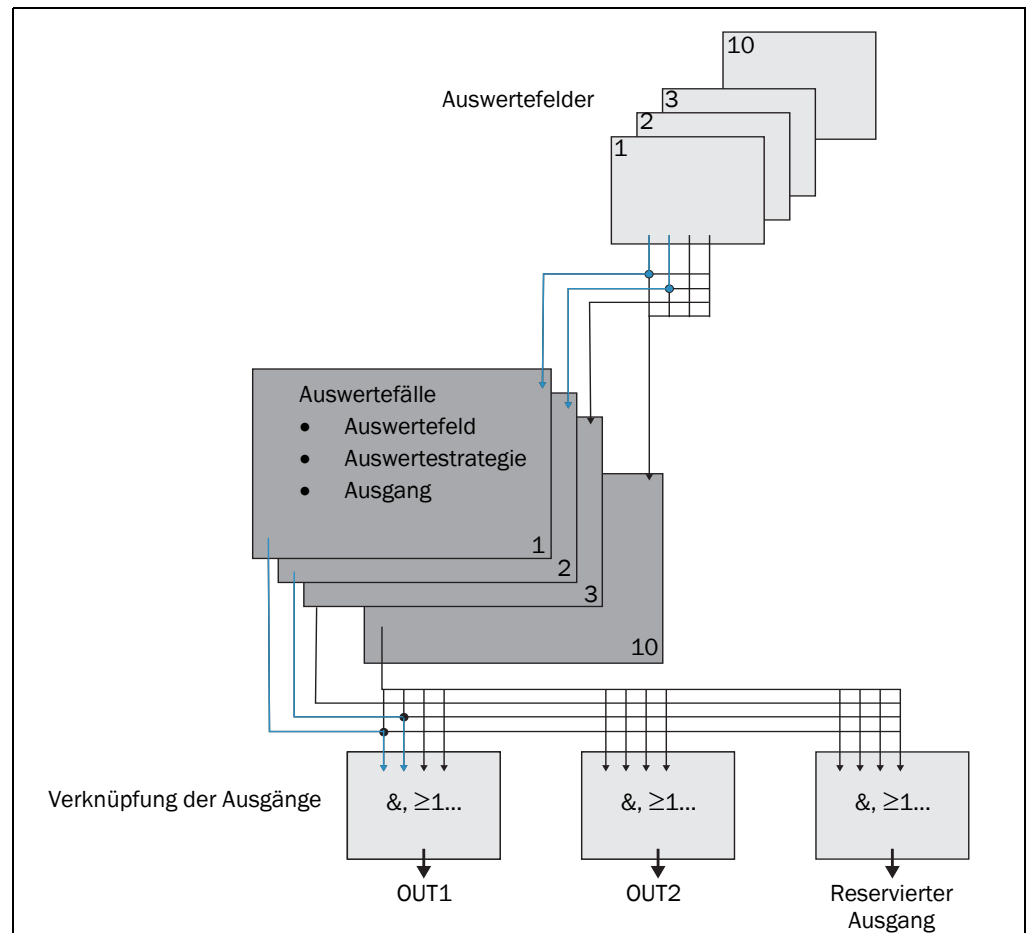 10
Auswertefelder
3
2
1
Auswertefälle
● Auswertefeld
● Auswertestrategie
● Ausgang
1
2
3
10
Verknüpfung der Ausgänge
&, ≥1...
&, ≥1...
&, ≥1...
OUT1
OUT2
Reservierter
Ausgang